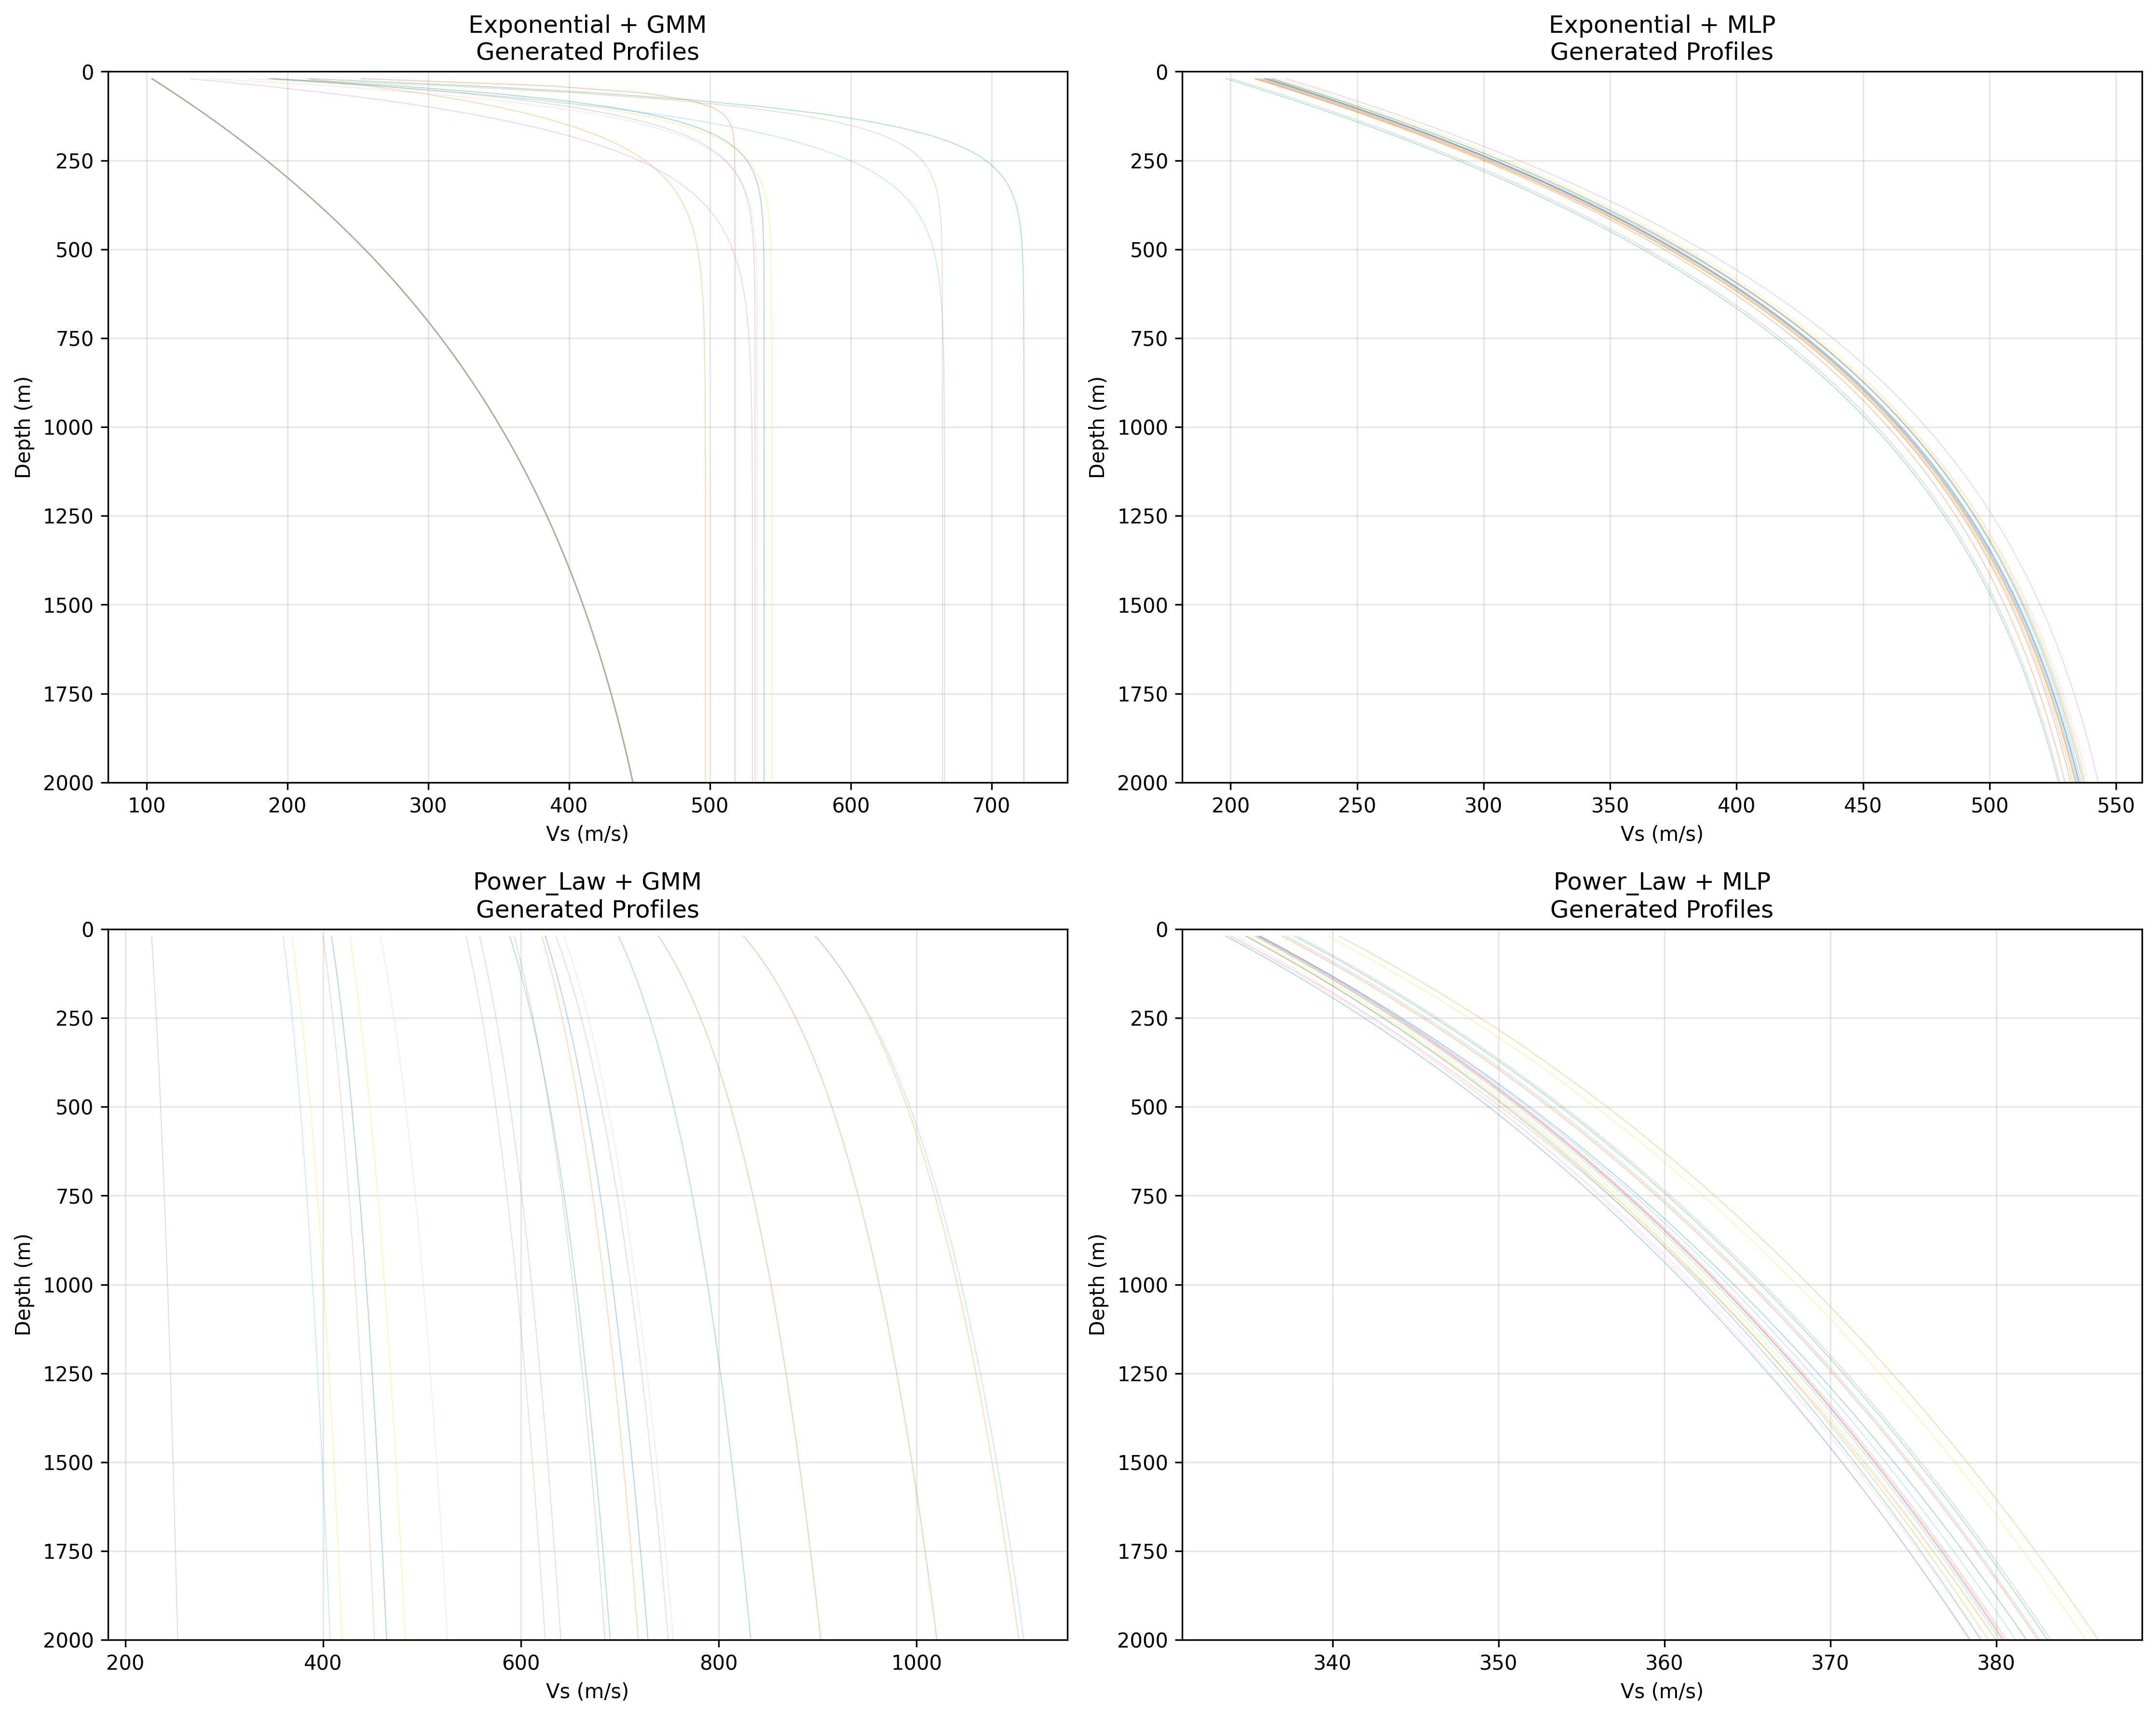 Exponential + GMM
Generated Profiles
0
250
500
750
1000
1250
1500
1750
2000
Depth (m)
100 200 300 400 500 600 700
Vs (m/s)
Exponential + MLP
Generated Profiles
0
250
500
750
1000
1250
1500
1750
2000
Depth (m)
200 250 300 350 400 450 500 550
Vs (m/s)
Power_Law + GMM
Generated Profiles
0
250
500
750
1000
1250
1500
1750
2000
Depth (m)
200 400 600 800 1000
Vs (m/s)
Power_Law + MLP
Generated Profiles
0
250
500
750
1000
1250
1500
1750
2000
Depth (m)
340 350 360 370 380
Vs (m/s)